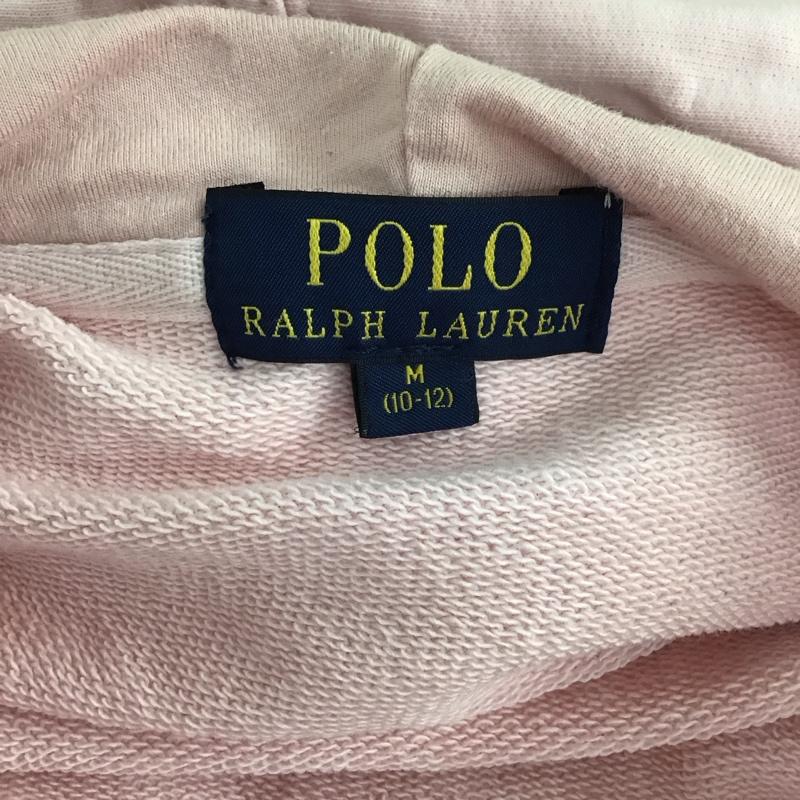 POLO
RALPH LAUREN
M
(10-12)